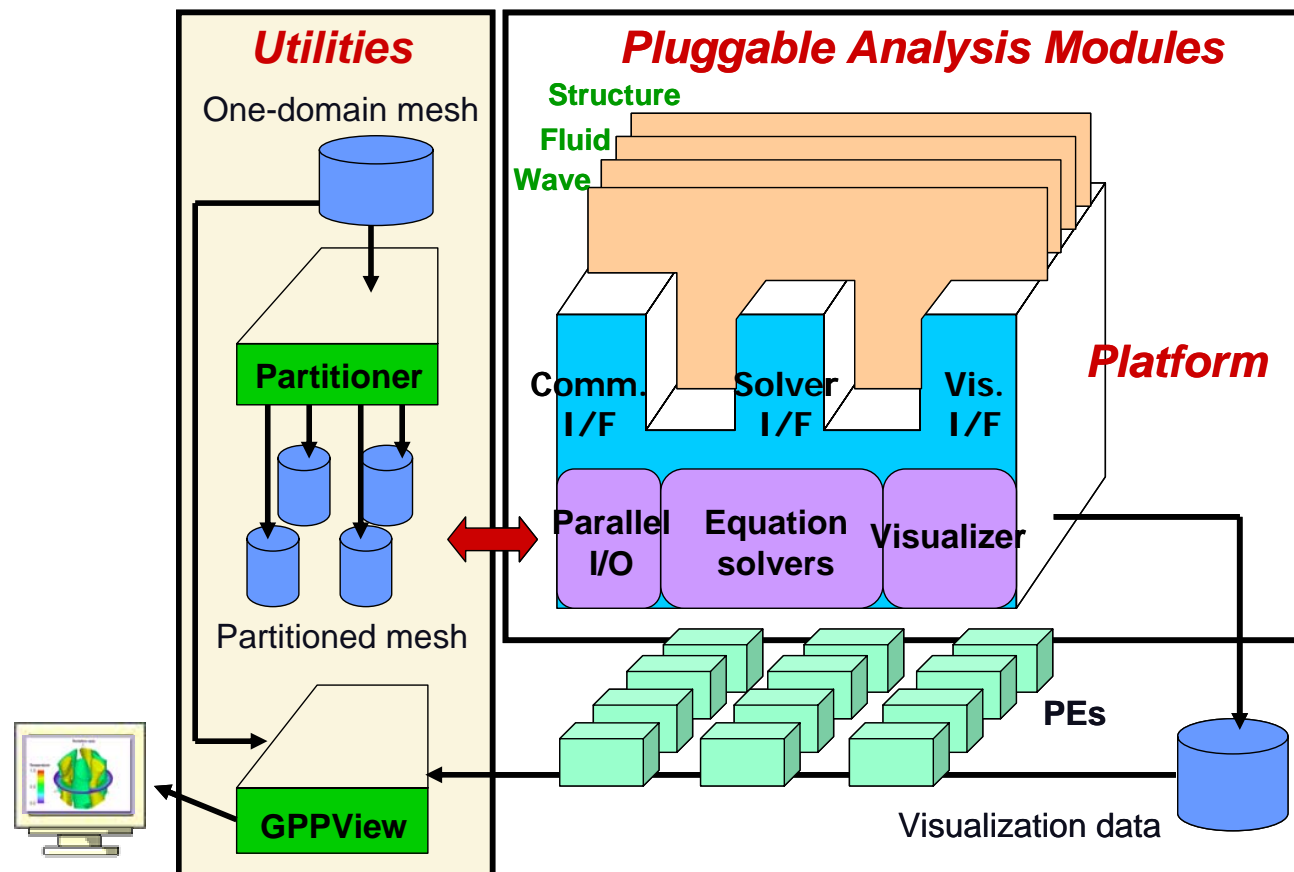 Utilities
One-domain mesh
Partitioner
Partitioned mesh
GPPView
Pluggable Analysis Modules
Structure
Fluid
Wave
Platform
Comm.
I/F
Solver
I/F
Vis.
I/F
Parallel
I/O
Equation
solvers
Visualizer
PEs
Visualization data